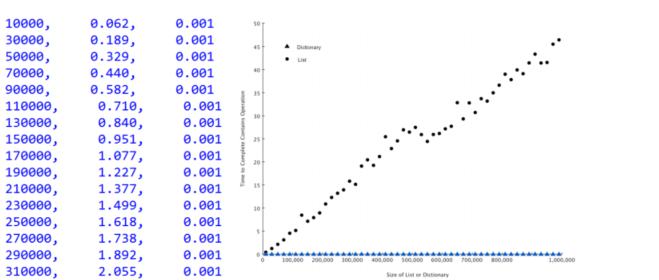 10000, 0.062, 0.001
30000, 0.189, 0.001
50000, 0.329, 0.001
70000, 0.440, 0.001
90000, 0.582, 0.001
110000, 0.710, 0.001
130000, 0.840, 0.001
150000, 0.951, 0.001
170000, 1.077, 0.001
190000, 1.227, 0.001
210000, 1.377, 0.001
230000, 1.499, 0.001
250000, 1.618, 0.001
270000, 1.738, 0.001
290000, 1.892, 0.001
310000, 2.055, 0.001
Time to Complete Contains Operation
50
45
40
35
30
25
20
15
10
5
0
Dictionary
List
0 100,000 200,000 300,000 400,000 500,000 600,000 700,000 800,000 1,000,000
Size of List or Dictionary